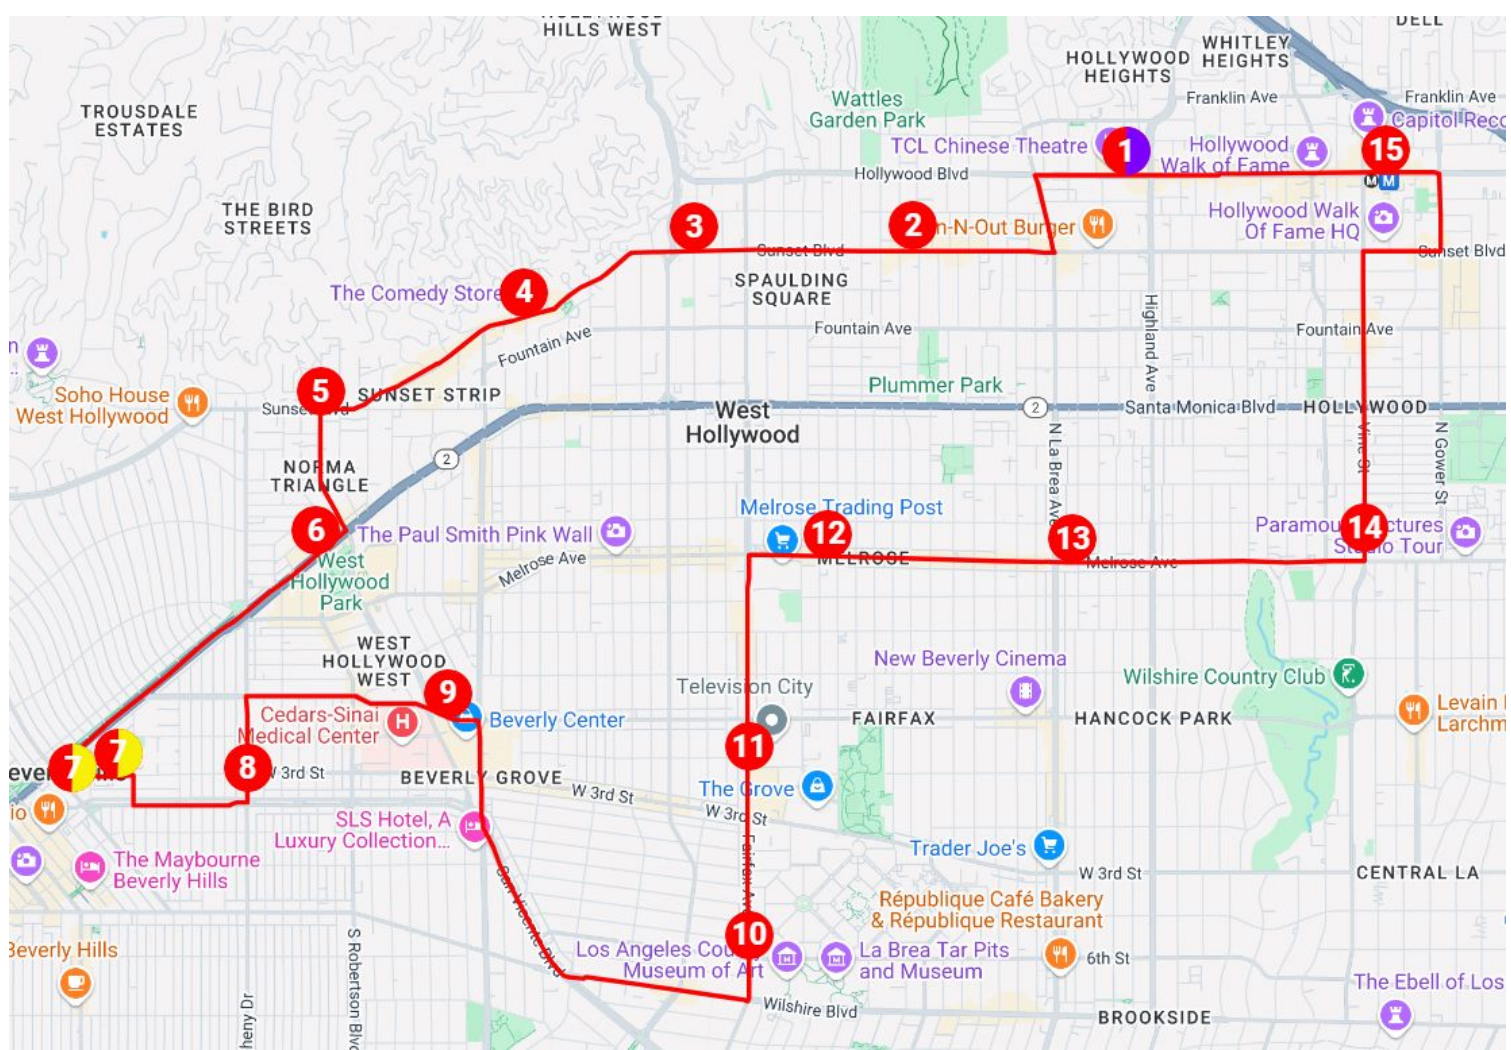 HILLS WEST
DELL
WHITLEY
HEIGHTS
HOLLYWOOD
HEIGHTS
Franklin Ave
Franklin Ave
TROUSDALE
ESTATES
Wattles
Garden Park
Capitol Reco
TCL Chinese Theatre
1
Hollywood
Walk of Fame
15
Hollywood Blvd
M
M
THE BIRD
STREETS
3
2
n-N-Out Burger
Hollywood Walk
Of Fame HQ
Sunset Blvd
Sunset Blvd
SPAULDING
SQUARE
The Comedy Store
4
Highland Ave
Fountain Ave
Fountain Ave
Fountain Ave
n
Soho House
West Hollywood
5
SUNSET STRIP
Plummer Park
West
Hollywood
2
Santa Monica Blvd
HOLLYWOOD
N La Brea Ave
Vine St
N Gower St
2
NORMA
TRIANGLE
6
The Paul Smith Pink Wall
Melrose Trading Post
12
13
Paramou
14
ctures
Tour
West
Hollywood
Park
Melrose Ave
MELROSE
Melrose Ave
WEST
HOLLYWOOD
WEST
9
Television City
New Beverly Cinema
Wilshire Country Club
Cedars-Sinai
Medical Center
H
Beverly Center
FAIRFAX
HANCOCK PARK
Levain
Larchm
11
7
7
8
W 3rd St
BEVERLY GROVE
W 3rd St
The Grove
W 3rd St
io
SLS Hotel, A
Luxury Collection...
Fairfax Ave
Trader Joe's
The Maybourne
Beverly Hills
San Vicente Blvd
W 3rd St
CENTRAL LA
République Café Bakery
& République Restaurant
S Robertson Blvd
10
Beverly Hills
Los Angeles Cou
Museum of Art
La Brea Tar Pits
and Museum
6th St
The Ebell of Los
heny Dr
Wilshire Blvd
BROOKSIDE